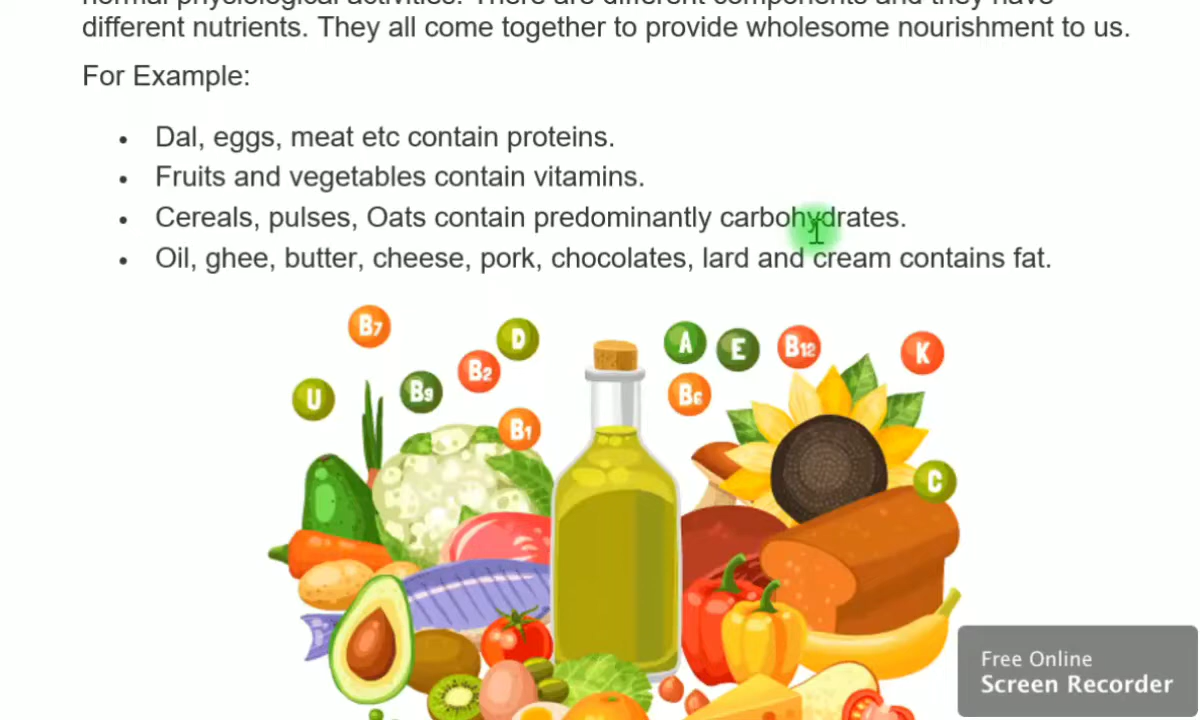 different nutrients. They all come together to provide wholesome nourishment to us.
For Example:
• Dal, eggs, meat etc contain proteins.
• Fruits and vegetables contain vitamins.
• Cereals, pulses, Oats contain predominantly carbohydrates.
• Oil, ghee, butter, cheese, pork, chocolates, lard and cream contains fat.
B7
D
A
E
B12
K
U
B9
B2
B6
B1
C
Free Online
Screen Recorder